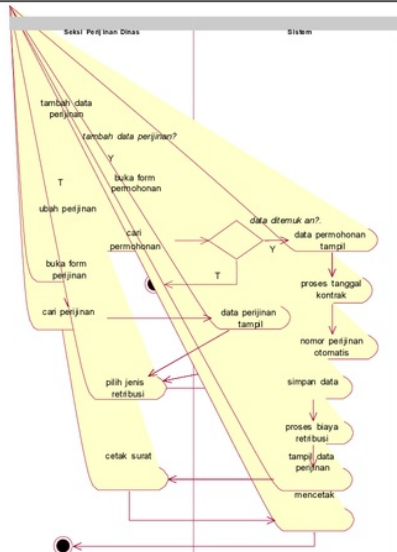 Seksi Perijinan Dinas
Sistem
tambah data
perijinan
tambah data perijinan?
Y
buka form
permohonan
T
ubah perijinan
data ditemuk an?.
cari
permohonan
Y
data permohonan
tampil
buka form
perijinan
T
proses tanggal
kontrak
cari perijinan
data perijinan
tampil
nomor perijinan
otomatis
pilih jenis
retribusi
simpan data
proses biaya
retribusi
cetak surat
tampil data
perijinan
mencetak